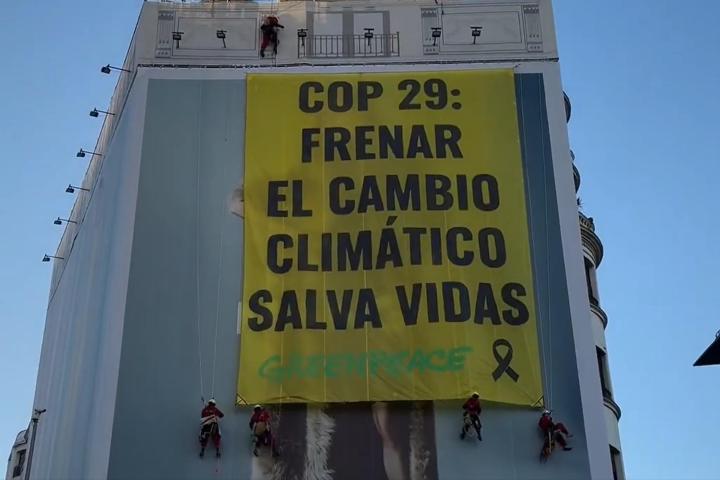 COP 29:
FRENAR
EL CAMBIO
CLIMÁTICO
SALVA VIDAS
GREENPEACE